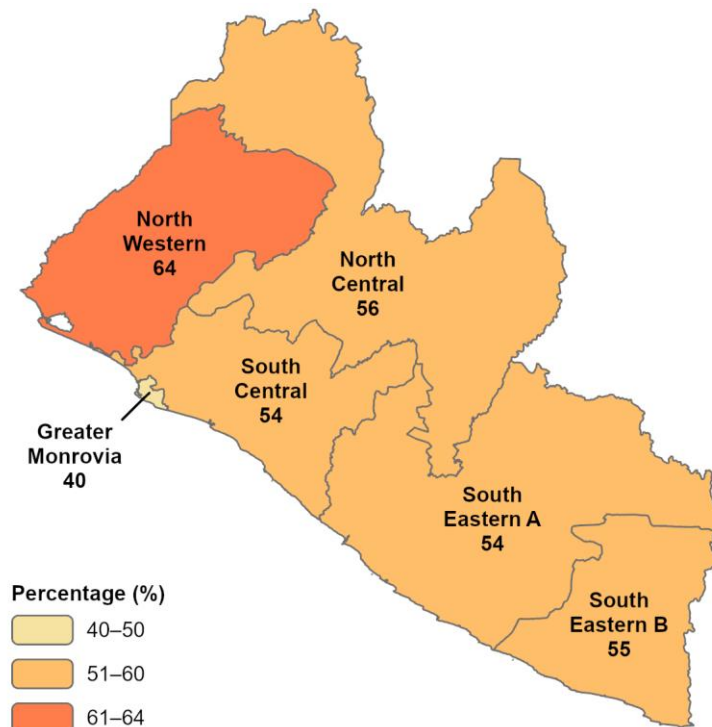 North
Western
64
North
Central
56
South
Central
54
Greater
Monrovia
40
South
Eastern A
54
South
Eastern B
55
Percentage (%)
40–50
51–60
61–64